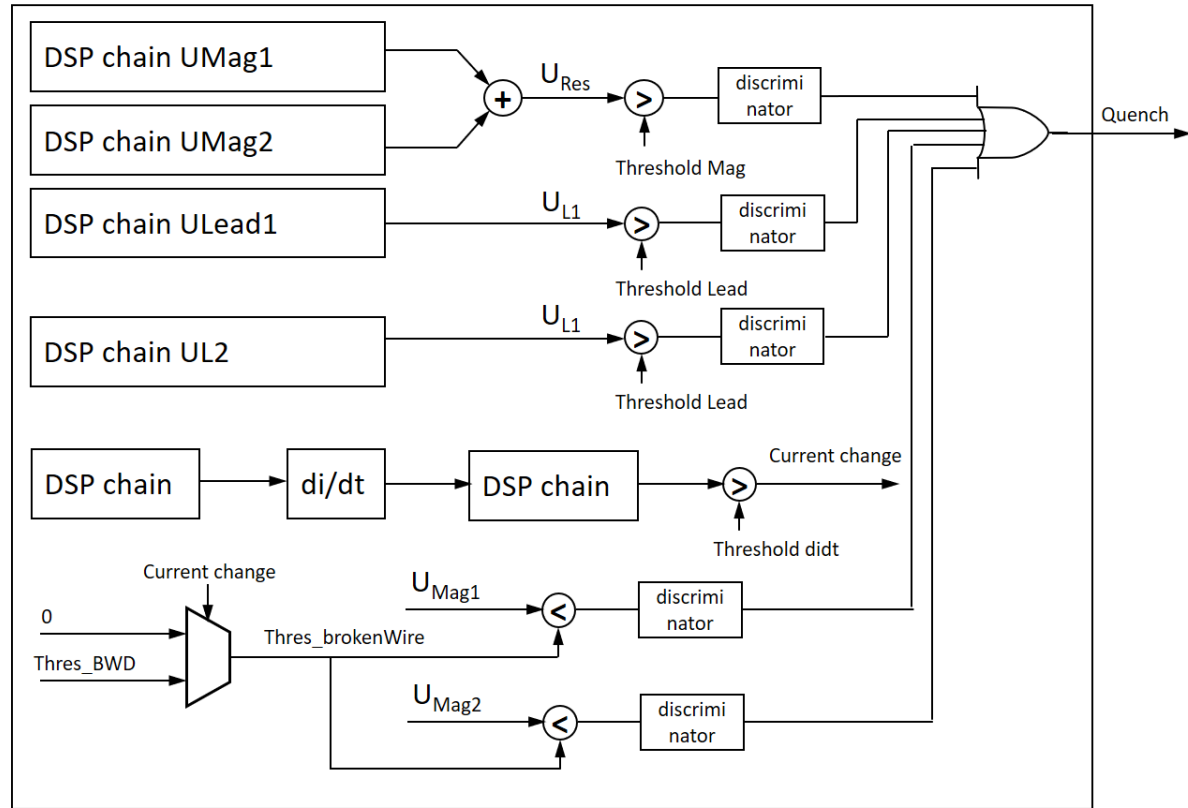 DSP chain UMag1
DSP chain UMag2
+
URes
>
discrimi
nator
Threshold Mag
Quench
DSP chain ULead1
UL1
>
discrimi
nator
Threshold Lead
DSP chain UL2
UL1
>
discrimi
nator
Threshold Lead
DSP chain
di/dt
DSP chain
>
Current change
Threshold didt
Current change
0
Thres_BWD
Thres_brokenWire
UMag1
<
discrimi
nator
UMag2
<
discrimi
nator